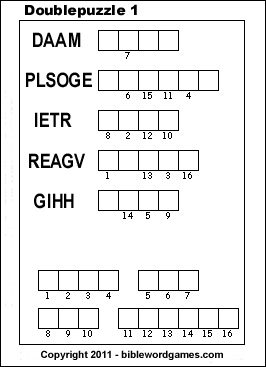 Doublepuzzle 1
DAAM
7
PLSOGE
6 15 11 4
IETR
8 2 12 10
REAGV
1 13 3 16
GIHH
14 5 9
1 2 3 4 5 6 7
8 9 10 11 12 13 14 15 16
Copyright 2011 - biblewordgames.com